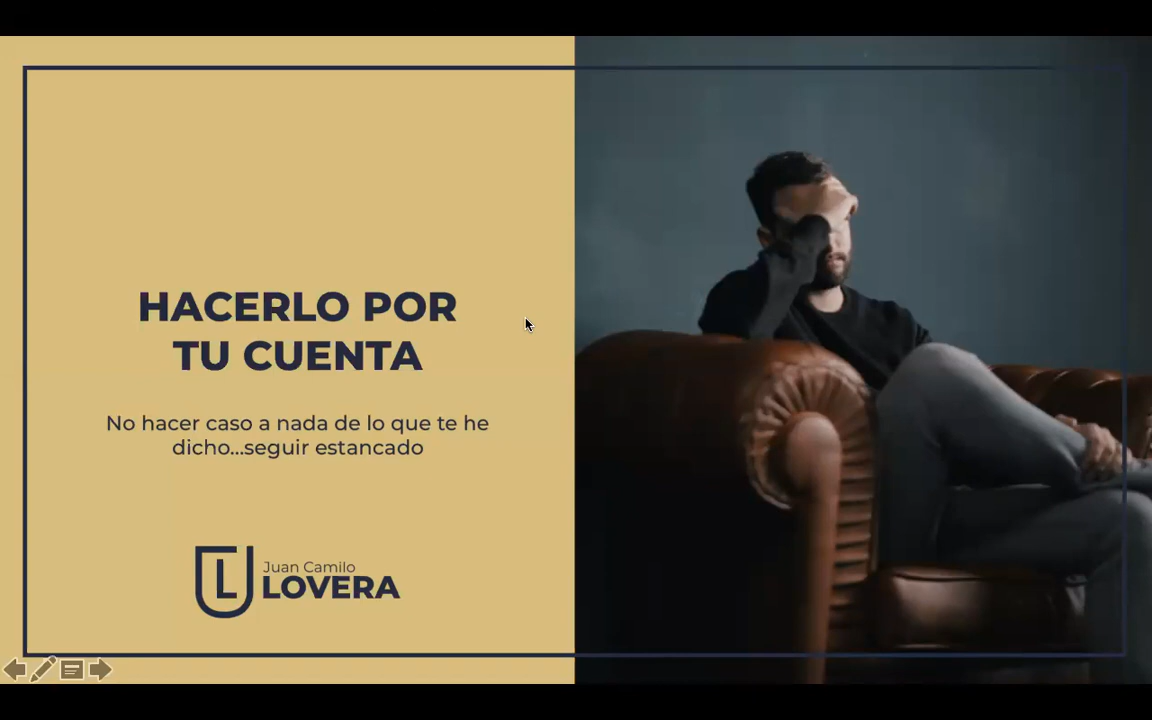 HACERLO POR
TU CUENTA
No hacer caso a nada de lo que te he
dicho...seguir estancado
Juan Camilo
LOVERA